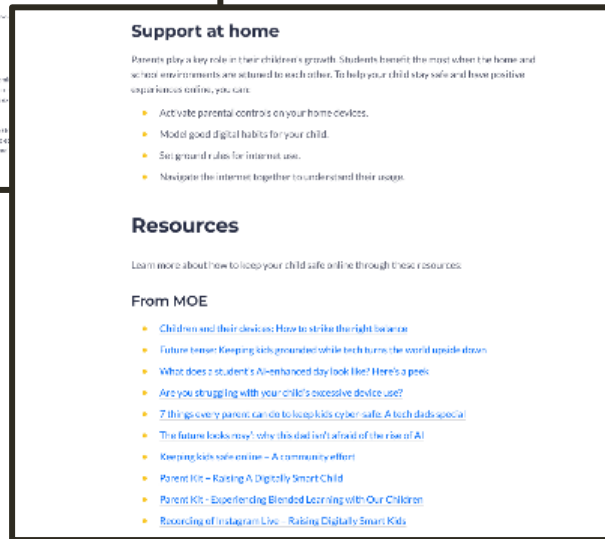 Support at home
Parents play a key role in their children's growth. Students benefit the most when the home and
school environments are attuned to each other. To help your child stay safe and have positive
experiences online, you can:
Activate parental controls on your home devices.
Model good digital habits for your child.
Set ground rules for internet use.
Navigate the internet together to understand their usage.
Resources
Learn more about how to keep your child safe online through these resources:
From MOE
Children and their devices: How to strike the right balance
Future tense: Keeping kids grounded while tech turns the world upside down
What does a student's AI-enhanced day look like? Here's a peek
Are you struggling with your child's excessive device use?
7 things every parent can do to keep kids cyber-safe. A tech dads special
'The future looks rosy': why this dad isn't afraid of the rise of AI
Keeping kids safe online – A community effort
Parent Kit – Raising A Digitally Smart Child
Parent Kit - Experiencing Blended Learning with Our Children
Recording of Instagram Live – Raising Digitally Smart Kids